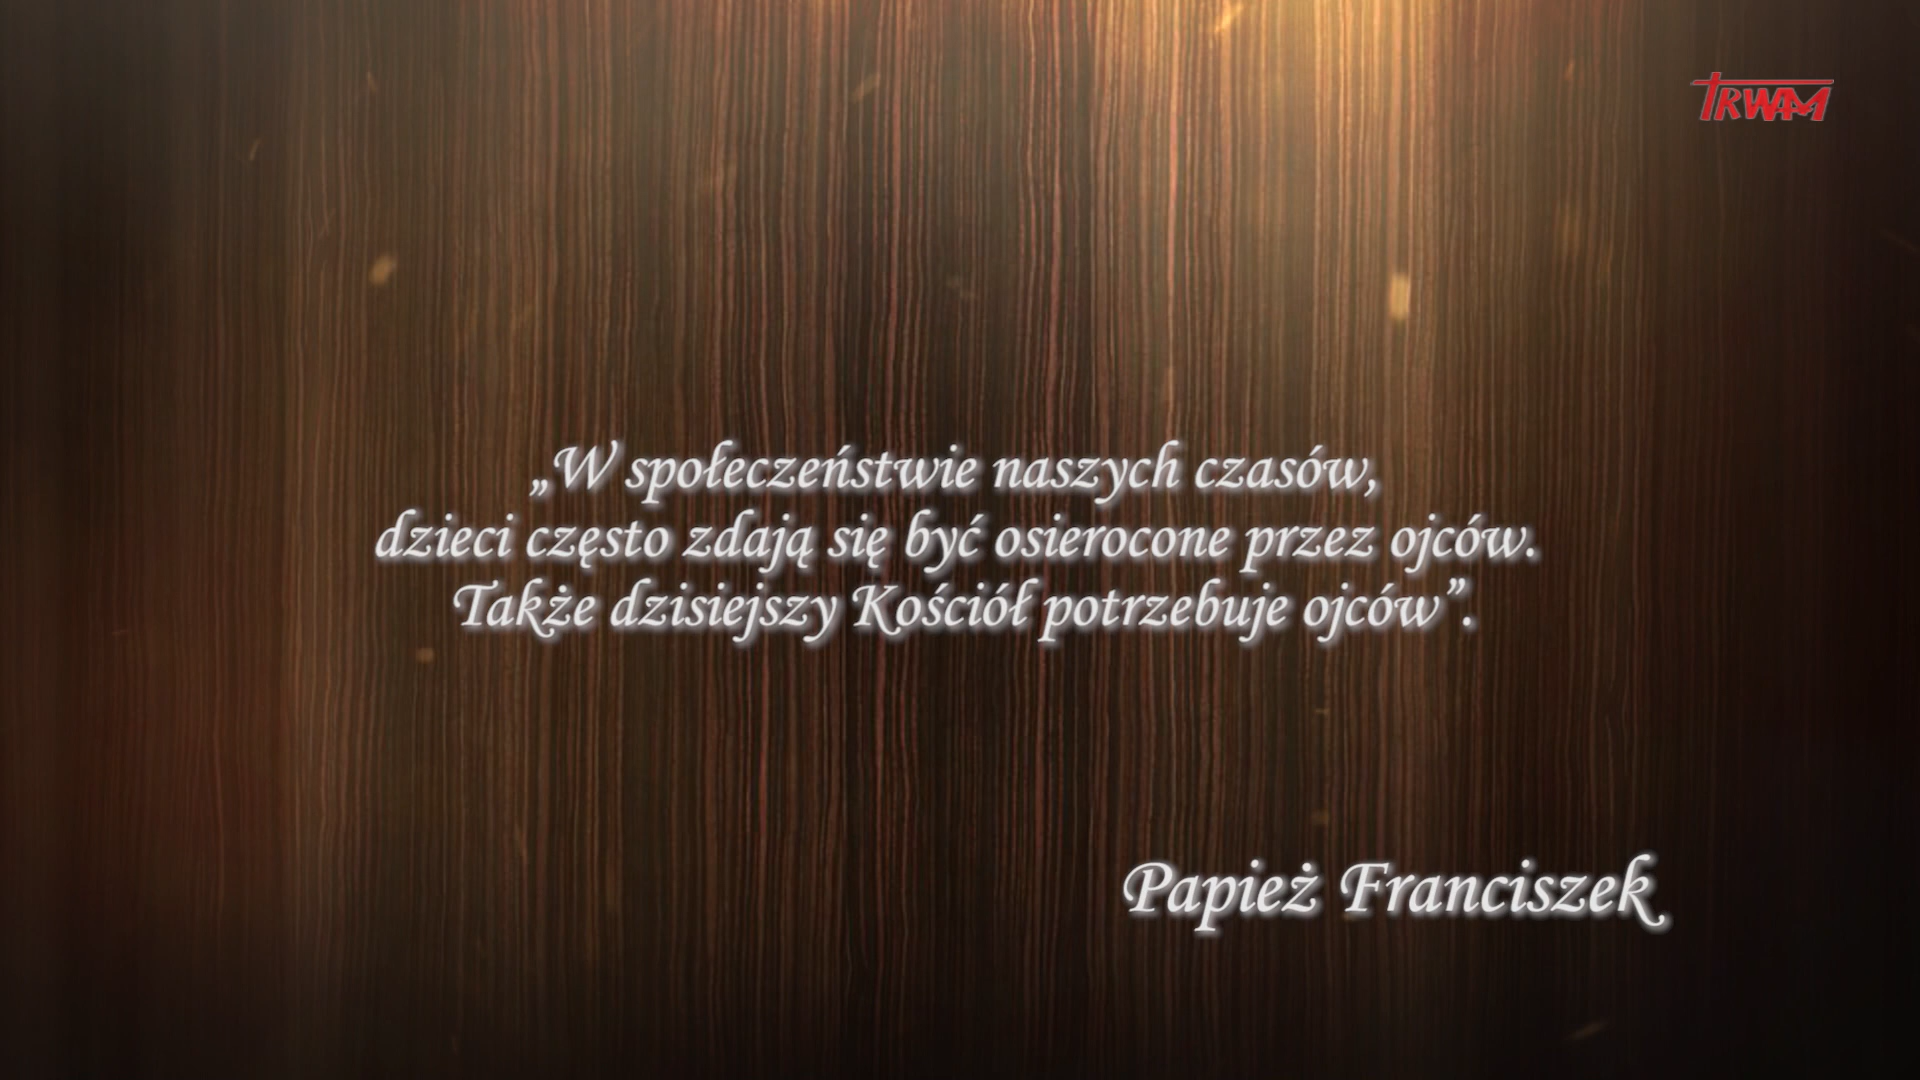 TRWAM
„W społeczeństwie naszych czasów,
dzieci często zdają się być osierocone przez ojców.
Także dzisiejszy Kościół potrzebuje ojców”.
Papież Franciszek